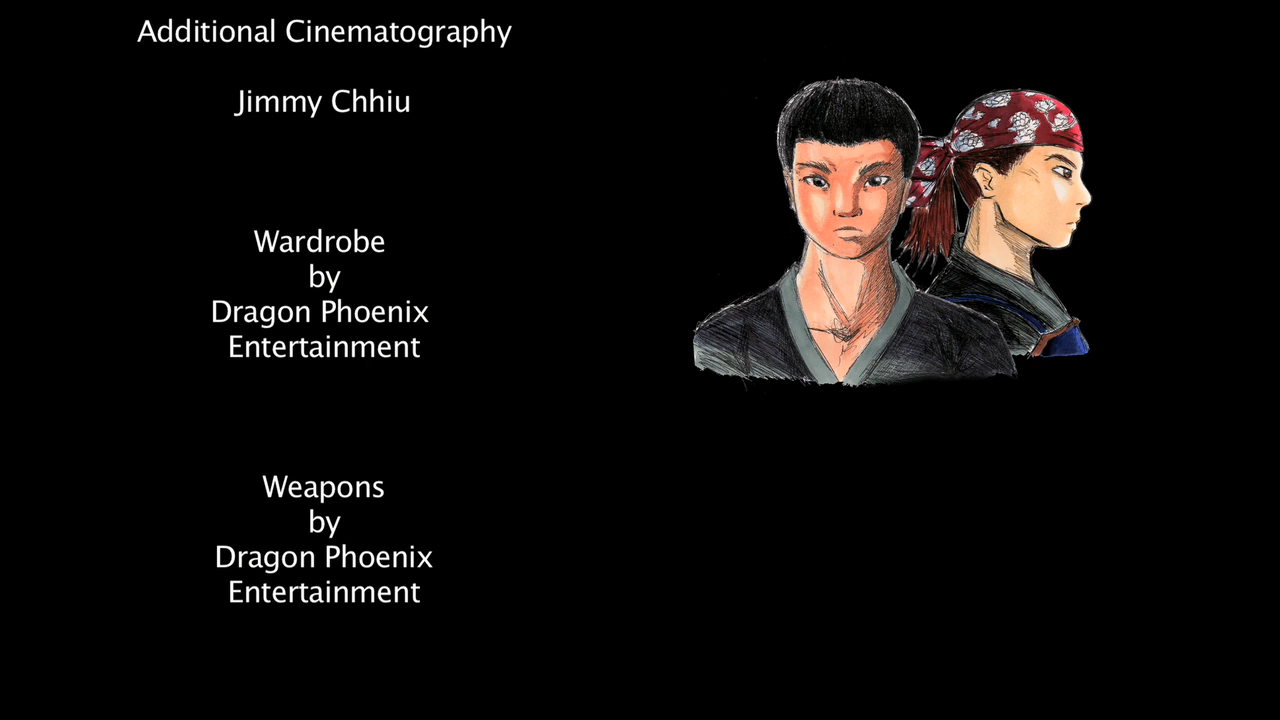 Additional Cinematography
Jimmy Chhiu
Wardrobe
by
Dragon Phoenix
Entertainment
Weapons
by
Dragon Phoenix
Entertainment